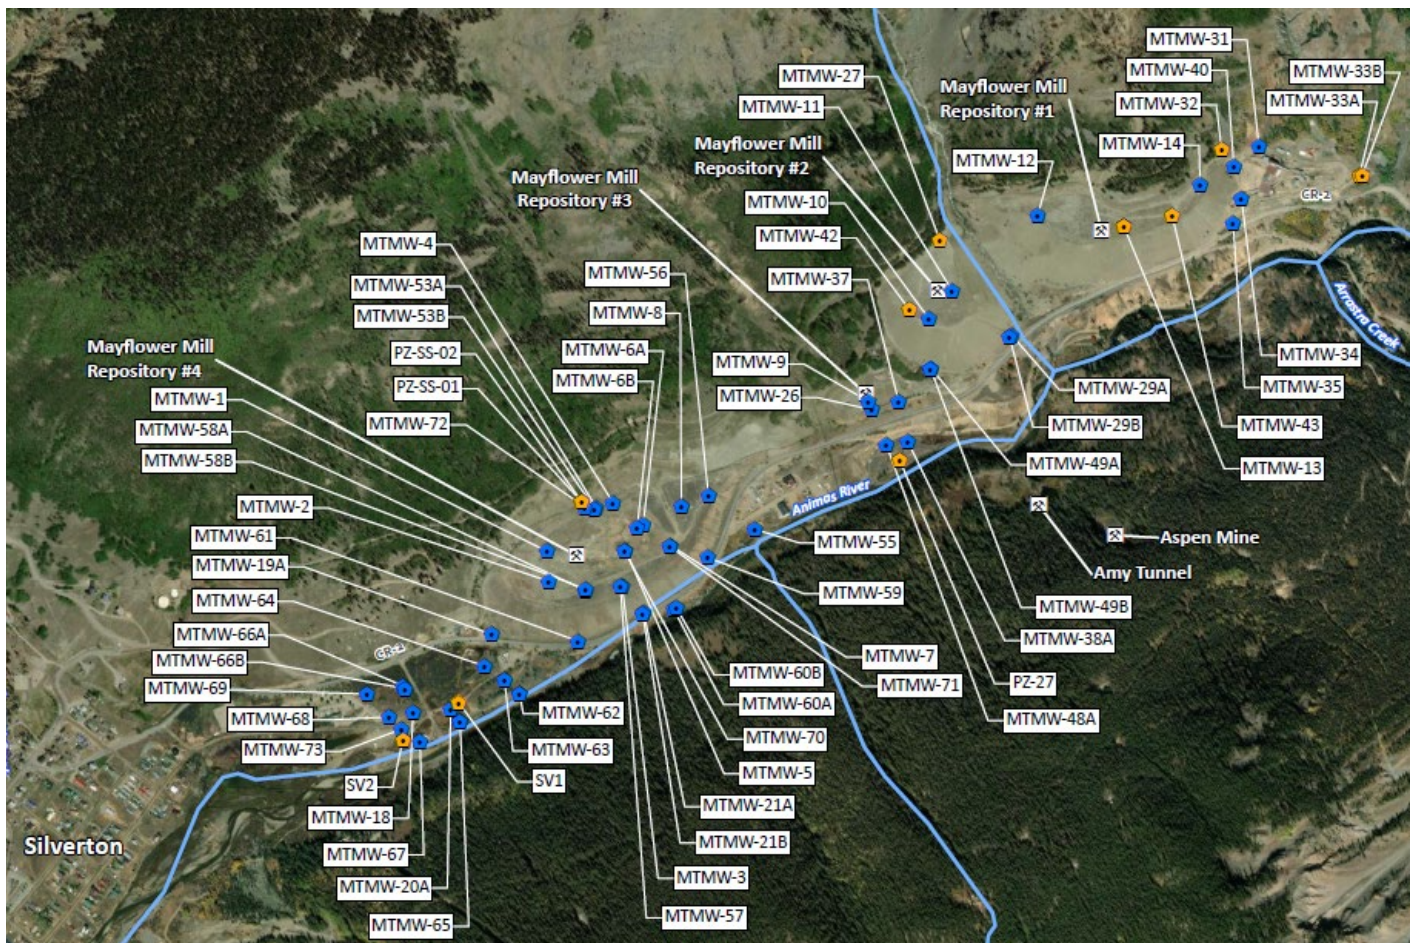 MTMW-31
MTMW-27
MTMW-40
MTMW-33B
Mayflower Mill
Repository #1
MTMW-11
MTMW-32
MTMW-33A
Mayflower Mill
Repository #2
MTMW-14
MTMW-12
Mayflower Mill
Repository #3
CR-2
MTMW-10
MTMW-42
MTMW-4
MTMW-56
MTMW-37
MTMW-53A
Arrastra Creek
MTMW-8
MTMW-53B
Mayflower Mill
Repository #4
PZ-SS-02
MTMW-6A
MTMW-34
MTMW-9
MTMW-6B
PZ-SS-01
MTMW-35
MTMW-29A
MTMW-1
MTMW-26
MTMW-72
MTMW-58A
MTMW-29B
MTMW-43
MTMW-58B
MTMW-49A
MTMW-13
Animas River
MTMW-2
MTMW-61
MTMW-55
Aspen Mine
MTMW-19A
Amy Tunnel
MTMW-59
MTMW-64
MTMW-49B
MTMW-66A
MTMW-38A
CR-2
MTMW-7
MTMW-66B
MTMW-60B
MTMW-71
PZ-27
MTMW-69
MTMW-60A
MTMW-62
MTMW-68
MTMW-48A
MTMW-70
MTMW-73
MTMW-63
MTMW-5
SV2
SV1
MTMW-21A
MTMW-18
MTMW-21B
Silverton
MTMW-67
MTMW-3
MTMW-20A
MTMW-57
MTMW-65